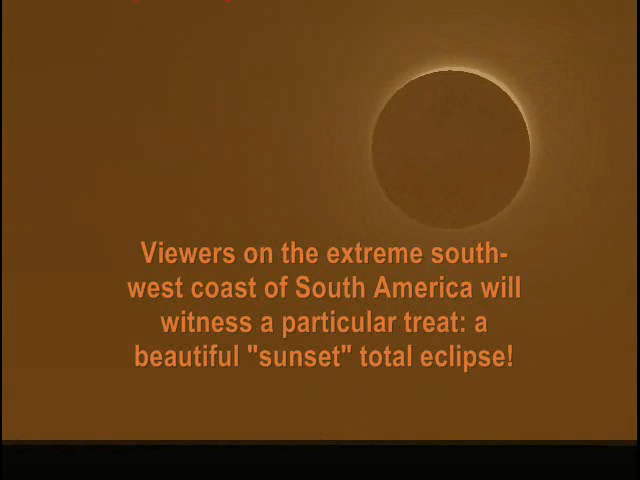 Viewers on the extreme south-
west coast of South America will
witness a particular treat: a
beautiful "sunset" total eclipse!